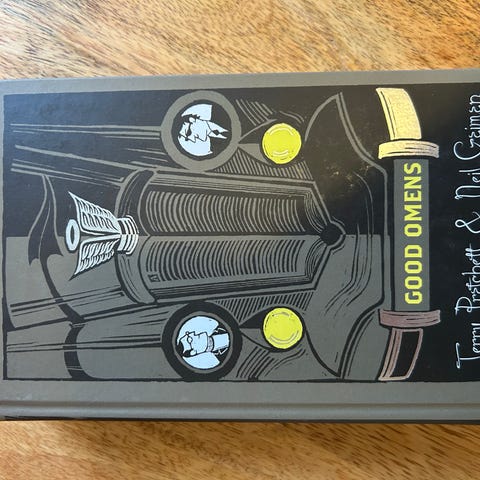 GOOD OMENS
Terry Pratchett & Neil Gaiman